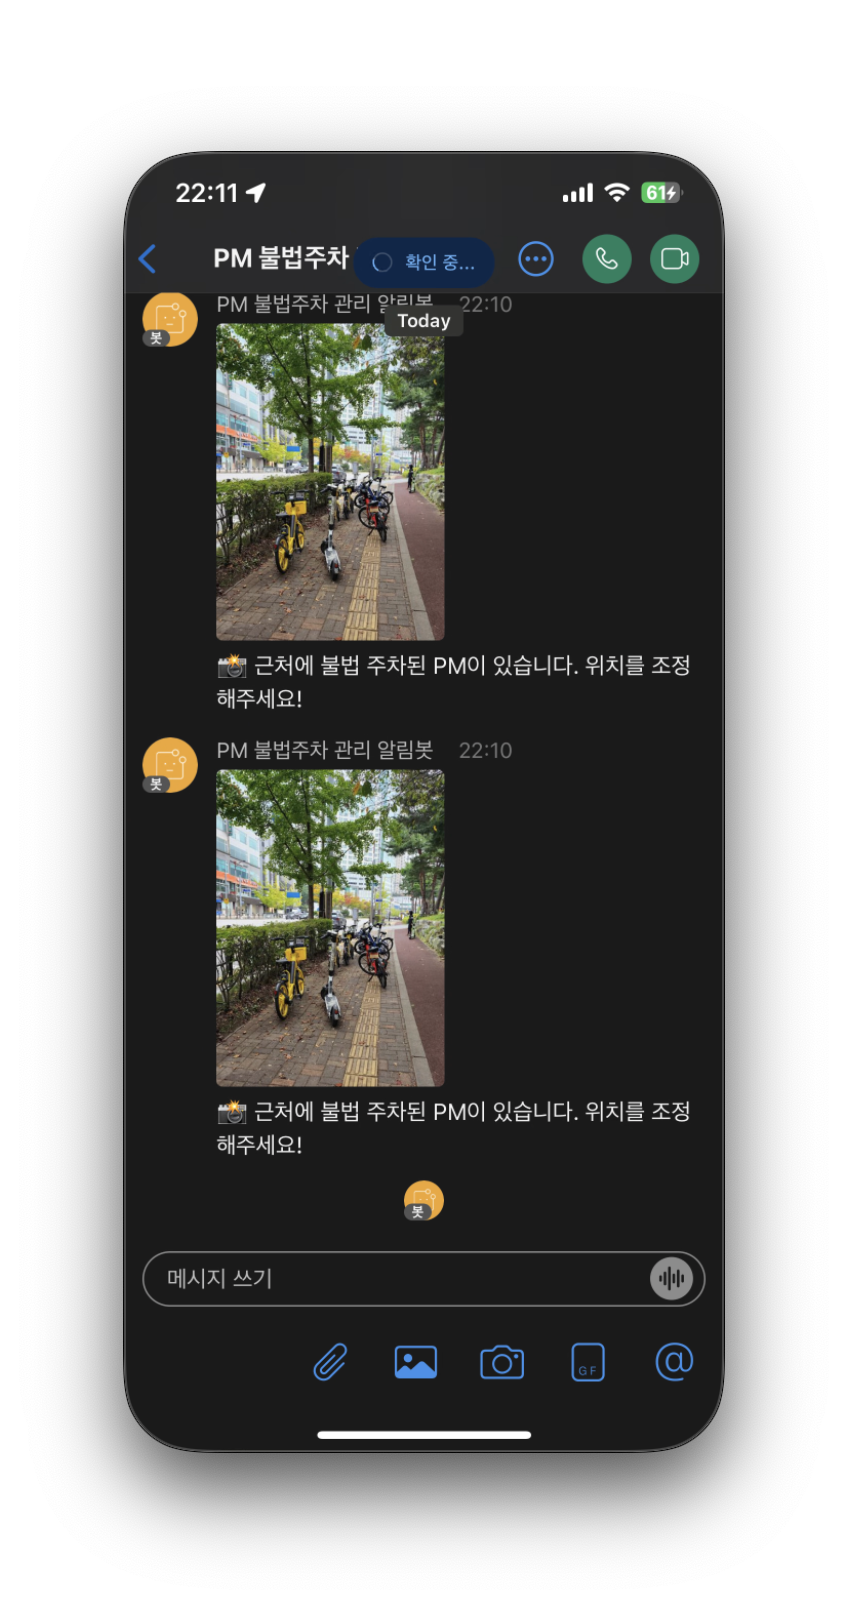 22:11
61
PM 불법주차
확인 중...
PM 불법주차 관리 알림봇 22:10
봇
Today
📸 근처에 불법 주차된 PM이 있습니다. 위치를 조정
해주세요!
PM 불법주차 관리 알림봇 22:10
봇
📸 근처에 불법 주차된 PM이 있습니다. 위치를 조정
해주세요!
봇
메시지 쓰기
GF
@